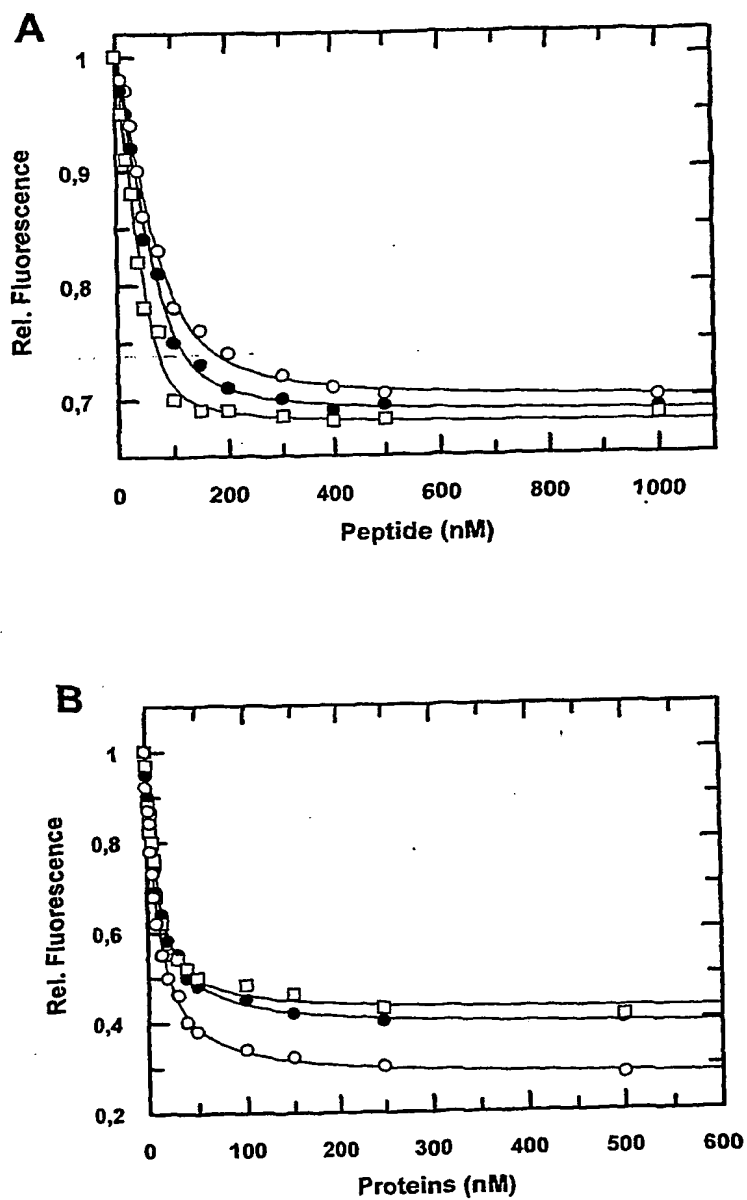 A
1
0,9
0,8
0,7
Rel. Fluorescence
0 200 400 600 800 1000
Peptide (nM)
B
1
0,8
0,6
0,4
0,2
Rel. Fluorescence
0 100 200 300 400 500 600
Proteins (nM)